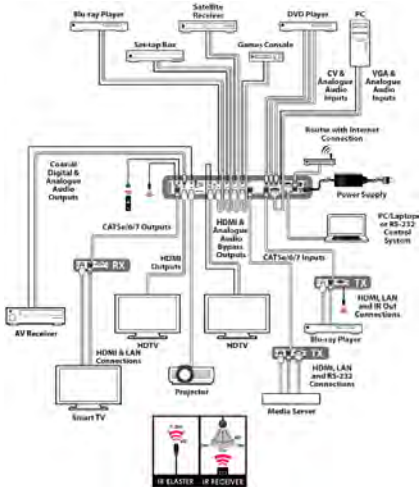 Satellite
Receiver
Blu-ray Player
DVD Player
PC
Set-top Box
Games Console
CV &
Analogue
Audio
Inputs
VGA &
Analogue
Audio
Inputs
Router with Internet
Connection
Coaxial
Digital &
Analogue
Audio
Outputs
Power Supply
CAT5e/6/7 Outputs
HDMI
Outputs
HDMI &
Analogue
Audio
Bypass
Outputs
PC/Laptop
or RS-232
Control
System
CAT5e/6/7 Inputs
RX
TX
HDMI, LAN
and IR Out
Connections
AV Receiver
HDTV
HDTV
Blu-ray Player
HDMI & LAN
Connections
TX
HDMI, LAN
and RS-232
Connections
Smart TV
Projector
Media Server
IR BLASTER
IR RECEIVER